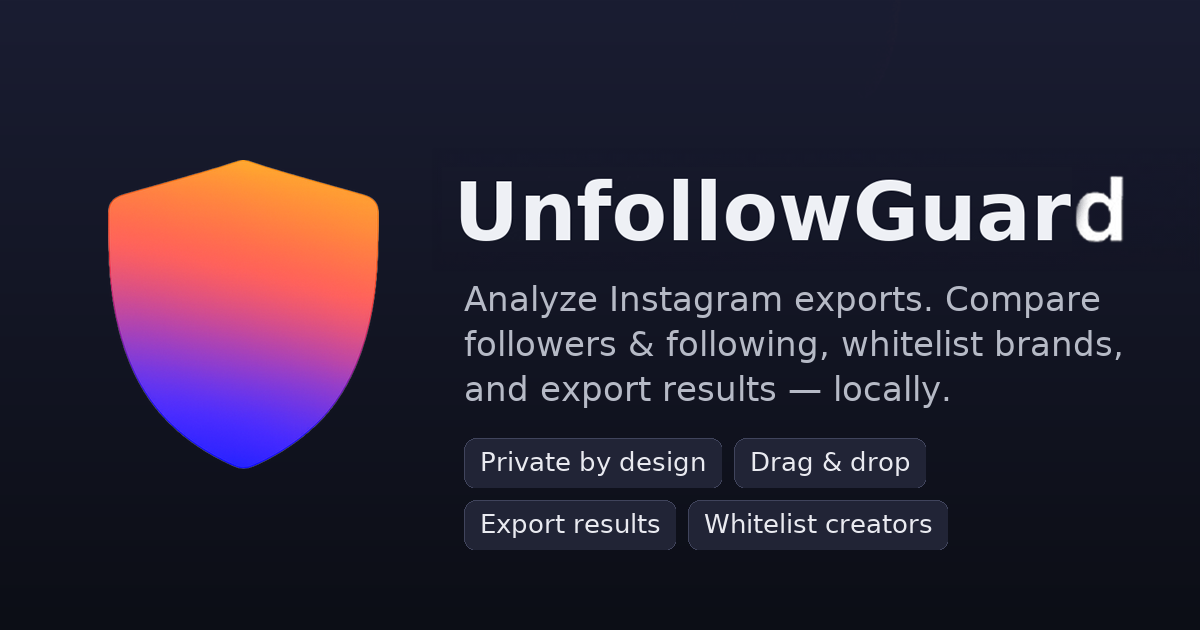 UnfollowGuard
Analyze Instagram exports. Compare
followers & following, whitelist brands,
and export results — locally.
Private by design
Drag & drop
Export results
Whitelist creators